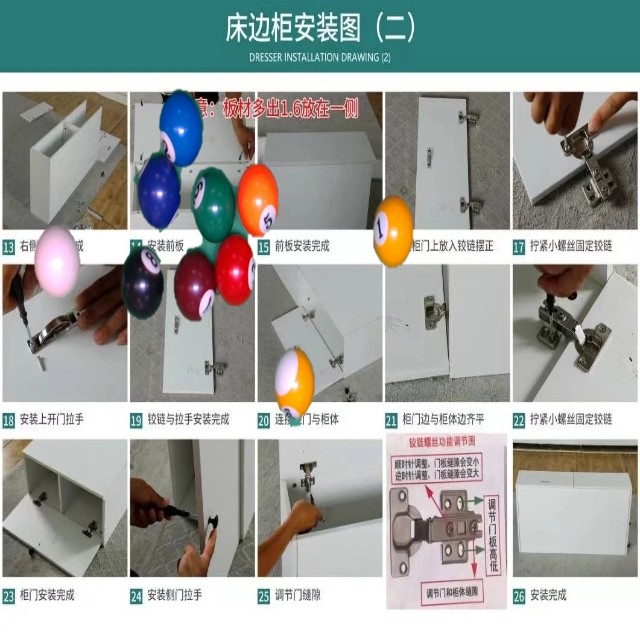 床边柜安装图（二）
DRESSER INSTALLATION DRAWING (2)
意：板材多出1.6放在一侧
13 右侧 成
14 安装前板
15 前板安装完成
柜门上放入铰链摆正
17 拧紧小螺丝固定铰链
18 安装上开门拉手
19 铰链与拉手安装完成
20 连接 门与柜体
21 柜门边与柜体边齐平
22 拧紧小螺丝固定铰链
铰链螺丝功能调节图
顺时针调整，门板缝隙会变小
逆时针调整，门板缝隙会变大
调节门板高低
调节门和柜体缝隙
23 柜门安装完成
24 安装侧门拉手
25 调节门缝隙
26 安装完成
1